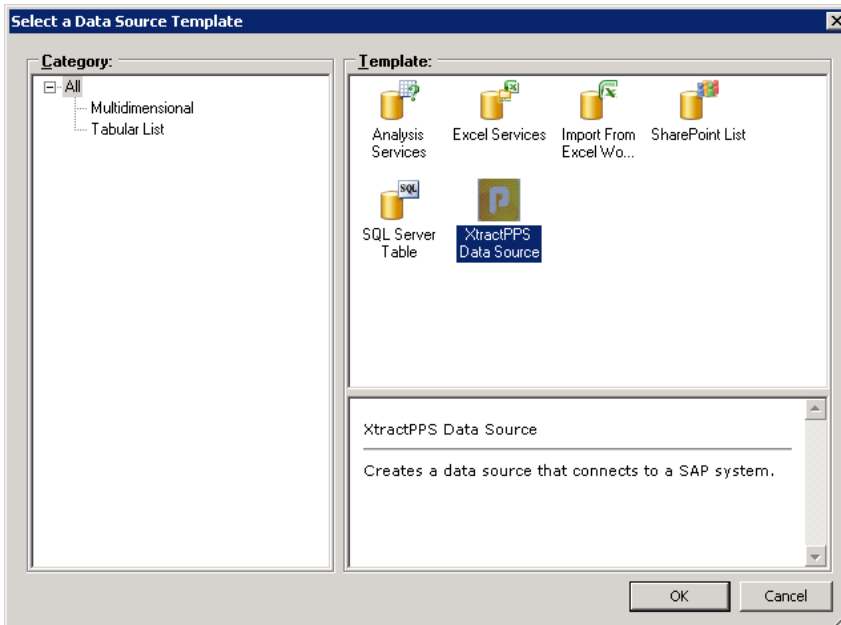 Select a Data Source Template
Category:
All
Multidimensional
Tabular List
Template:
Analysis
Services
Excel Services
Import From
Excel Wo...
SharePoint List
SQL
SQL Server
Table
XtractPPS
Data Source
XtractPPS Data Source
Creates a data source that connects to a SAP system.
OK
Cancel